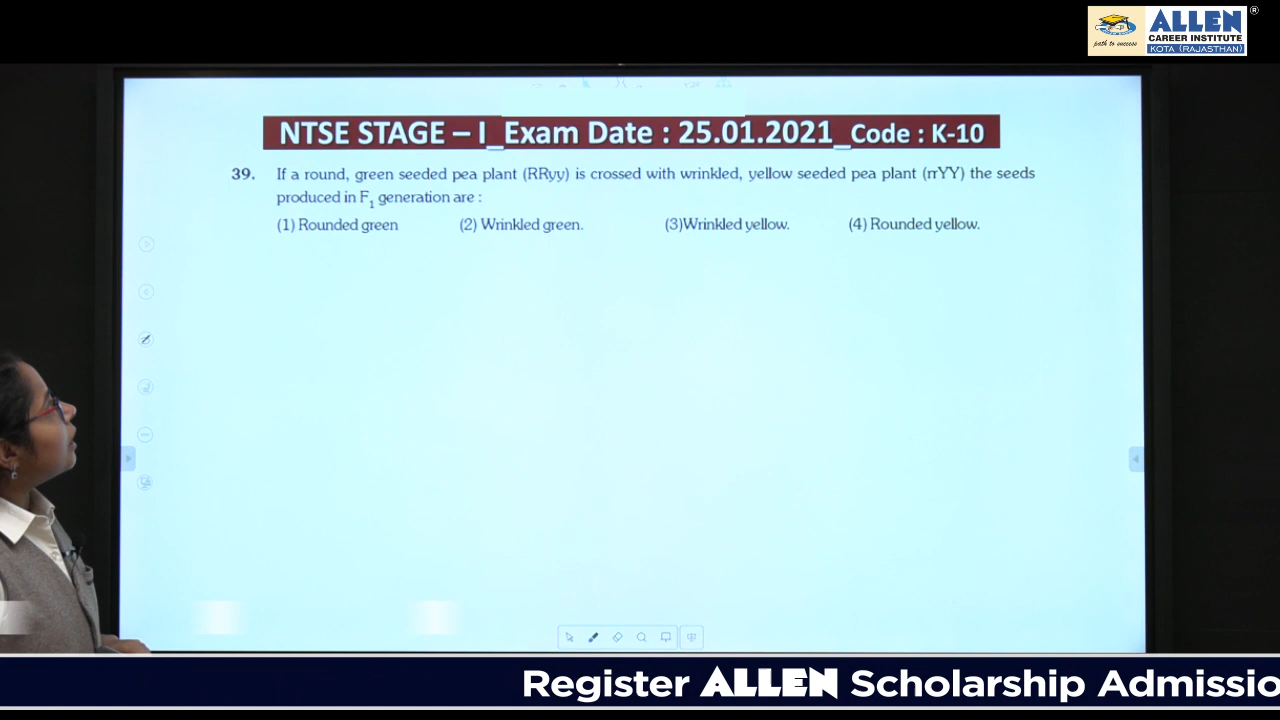 ALLEN
®
CAREER INSTITUTE
path to success
KOTA (RAJASTHAN)
NTSE STAGE – I_Exam Date : 25.01.2021_Code : K-10
39. If a round, green seeded pea plant (RRyy) is crossed with wrinkled, yellow seeded pea plant (rrYY) the seeds
produced in F1 generation are :
(1) Rounded green (2) Wrinkled green. (3)Wrinkled yellow. (4) Rounded yellow.
Register ALLEN Scholarship Admissio